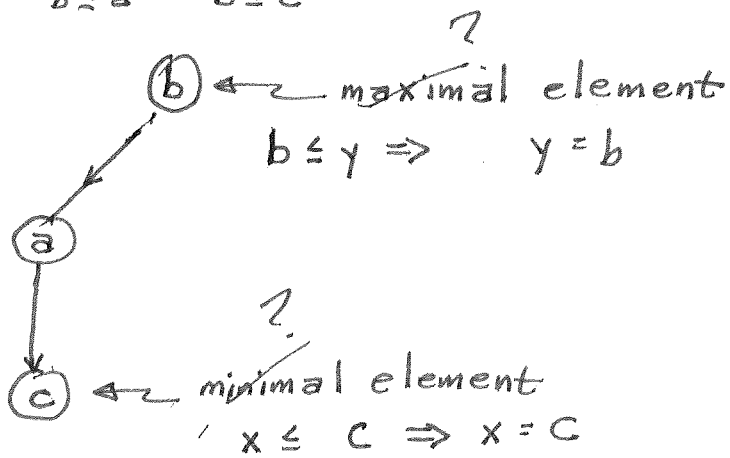 ?
b ← maximal element
b ≤ y ⇒ y = b
a
?
c ← minimal element
x ≤ c ⇒ x = c